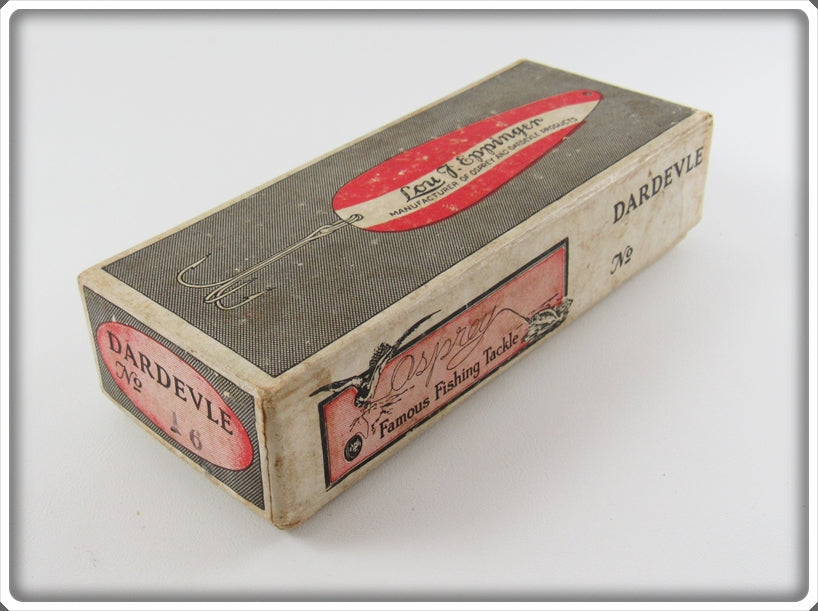 Lou J. Eppinger
MANUFACTURER OF OSPREY AND DARDEVLE PRODUCTS
DARDEVLE
No
Osprey
Famous Fishing Tackle
DARDEVLE
No
16